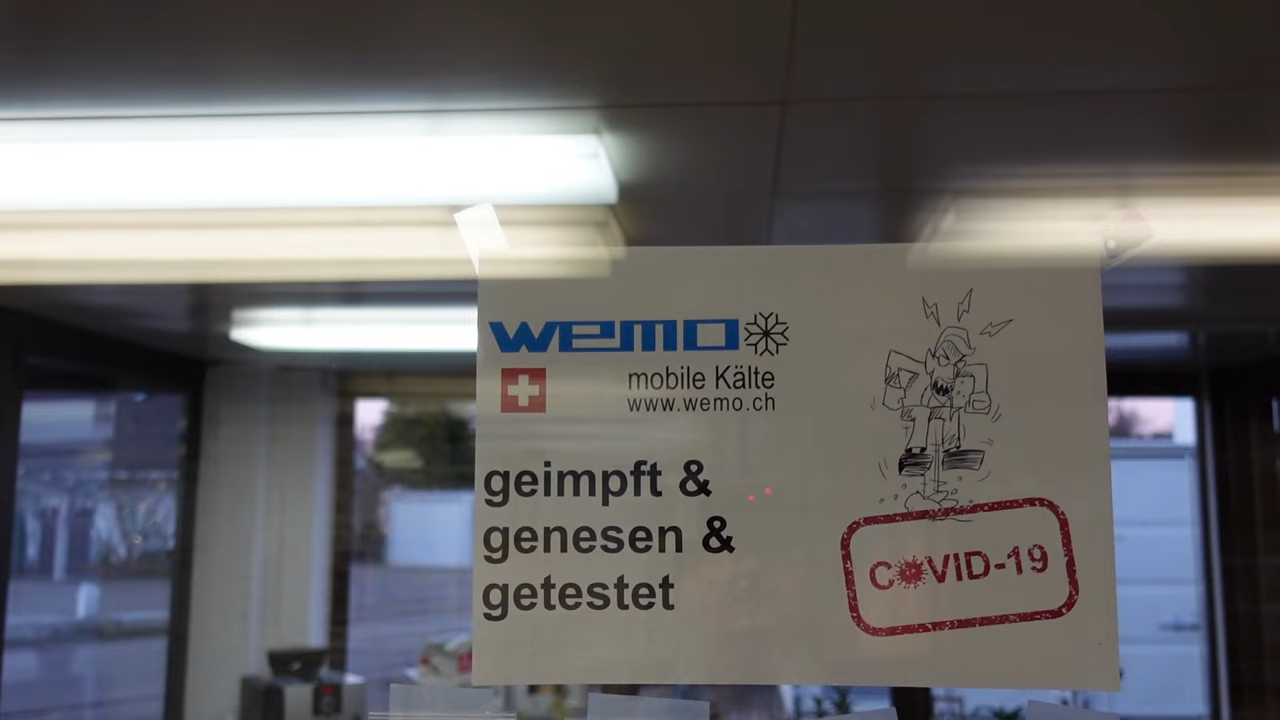 wemo
mobile Kälte
www.wemo.ch
geimpft &
genesen &
getestet
COVID-19